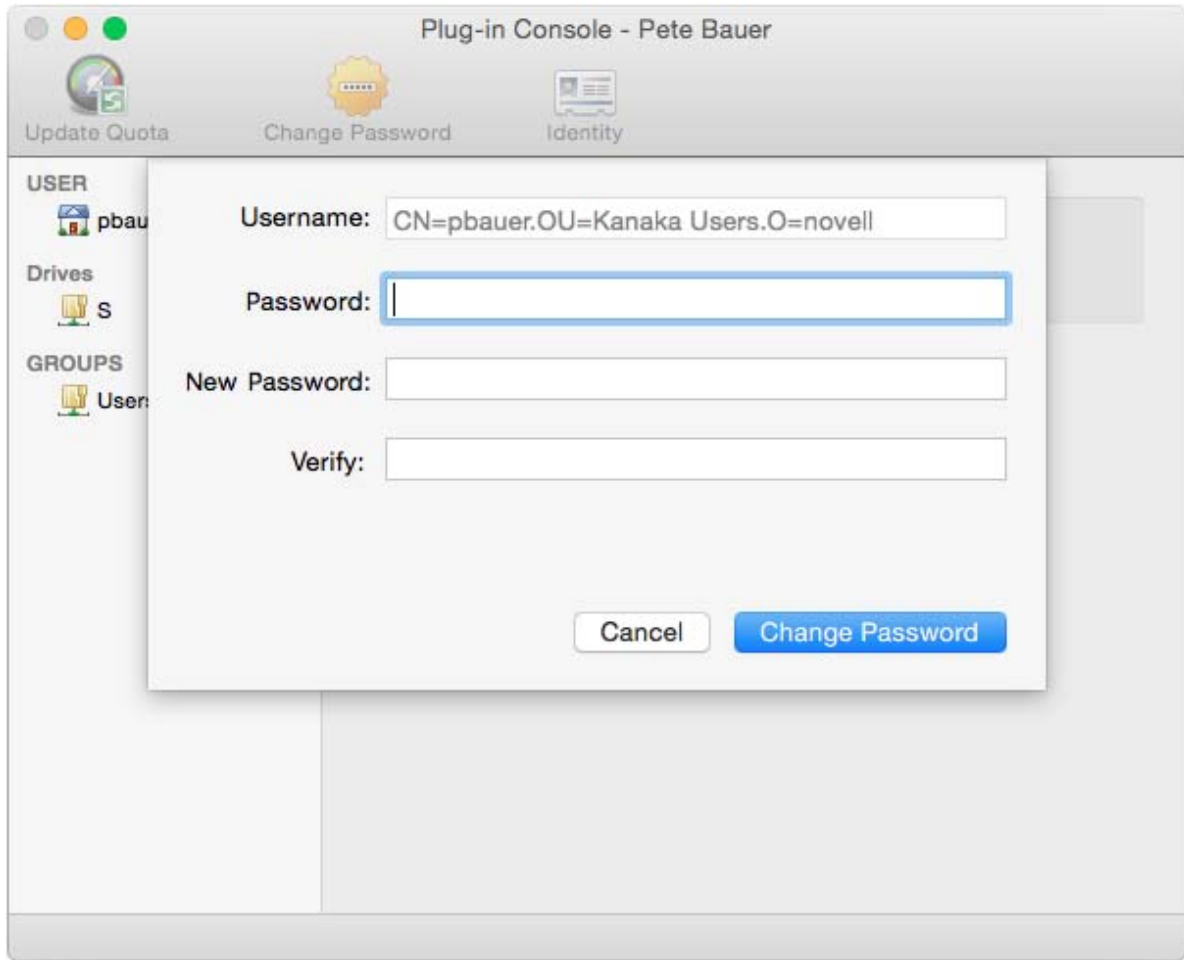 Plug-in Console - Pete Bauer
Update Quota
Change Password
Identity
USER
pbau
Drives
S
GROUPS
Users
Username: CN=pbauer.OU=Kanaka Users.O=novell
Password:
New Password:
Verify:
Cancel
Change Password